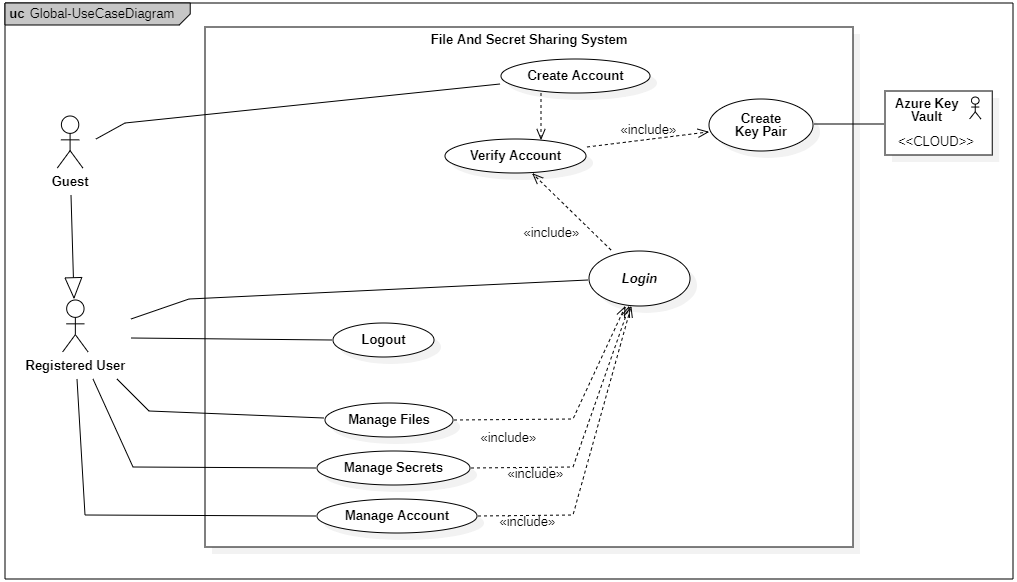 uc Global-UseCaseDiagram
File And Secret Sharing System
Create Account
Azure Key
Vault
<<CLOUD>>
Create
Key Pair
«include»
Verify Account
Guest
«include»
Login
Logout
Registered User
Manage Files
«include»
Manage Secrets
«include»
Manage Account
«include»